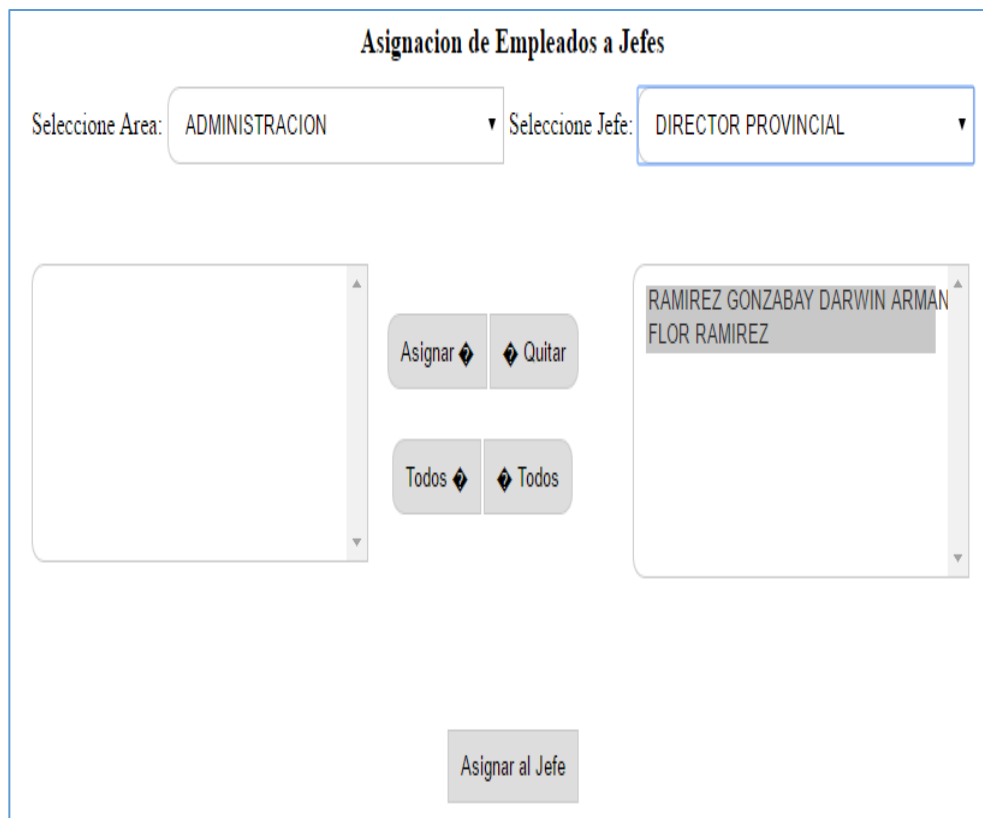 Asignacion de Empleados a Jefes
Seleccione Area: ADMINISTRACION Seleccione Jefe: DIRECTOR PROVINCIAL
RAMIREZ GONZABAY DARWIN ARMAN
FLOR RAMIREZ
Asignar � � Quitar
Todos � � Todos
Asignar al Jefe